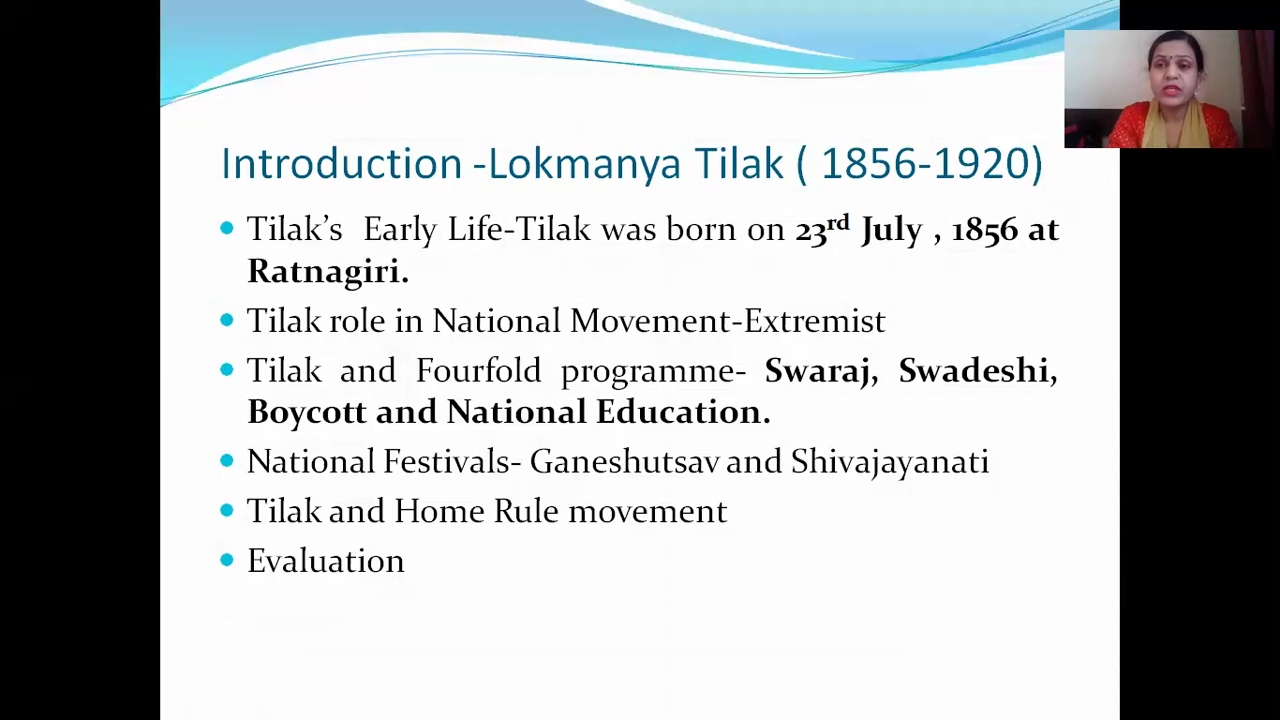 Introduction -Lokmanya Tilak ( 1856-1920)
Tilak's Early Life-Tilak was born on 23rd July , 1856 at
Ratnagiri.
Tilak role in National Movement-Extremist
Tilak and Fourfold programme- Swaraj, Swadeshi,
Boycott and National Education.
National Festivals- Ganeshutsav and Shivajayanati
Tilak and Home Rule movement
Evaluation